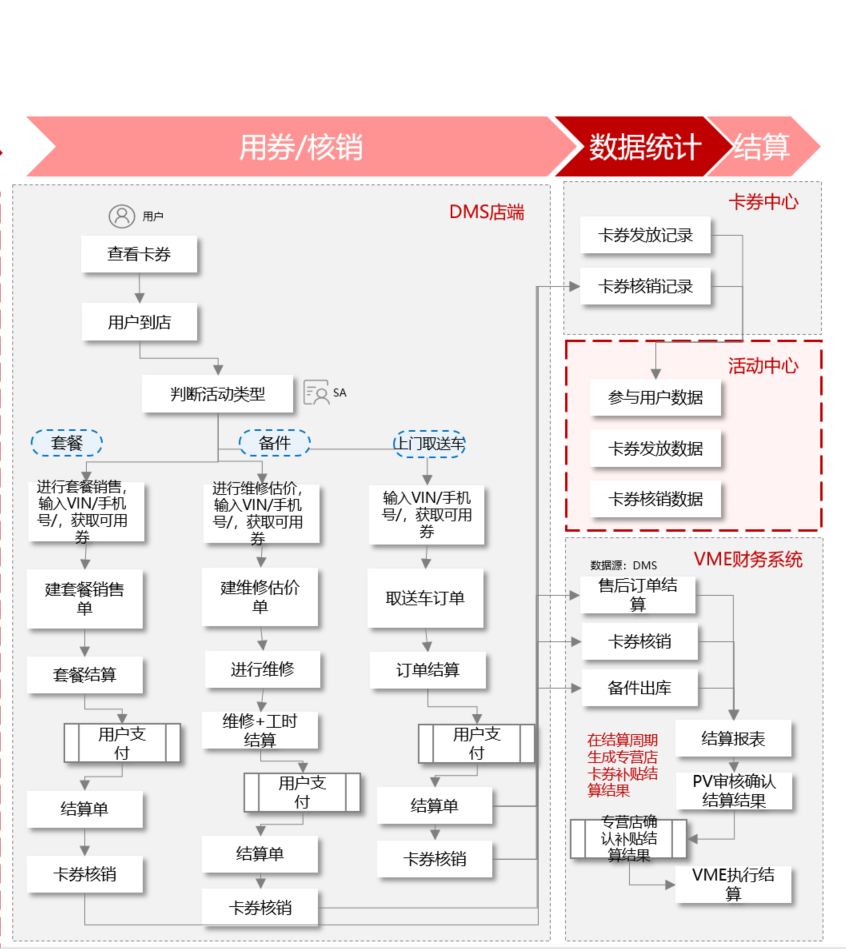 用券/核销
数据统计
结算
DMS店端
用户
查看卡券
用户到店
判断活动类型
SA
套餐
备件
上门取送车
进行套餐销售,
输入VIN/手机
号/，获取可用
券
建套餐销售
单
套餐结算
用户支
付
结算单
卡券核销
进行维修估价,
输入VIN/手机
号/，获取可用
券
建维修估价
单
进行维修
维修+工时
结算
用户支
付
结算单
卡券核销
输入VIN/手机
号/，获取可用
券
取送车订单
订单结算
用户支
付
结算单
卡券核销
卡券中心
卡券发放记录
卡券核销记录
活动中心
参与用户数据
卡券发放数据
卡券核销数据
VME财务系统
数据源：DMS
售后订单结
算
卡券核销
备件出库
在结算周期
生成专营店
卡券补贴结
算结果
结算报表
PV审核确认
结算结果
专营店确
认补贴结
算结果
VME执行结
算